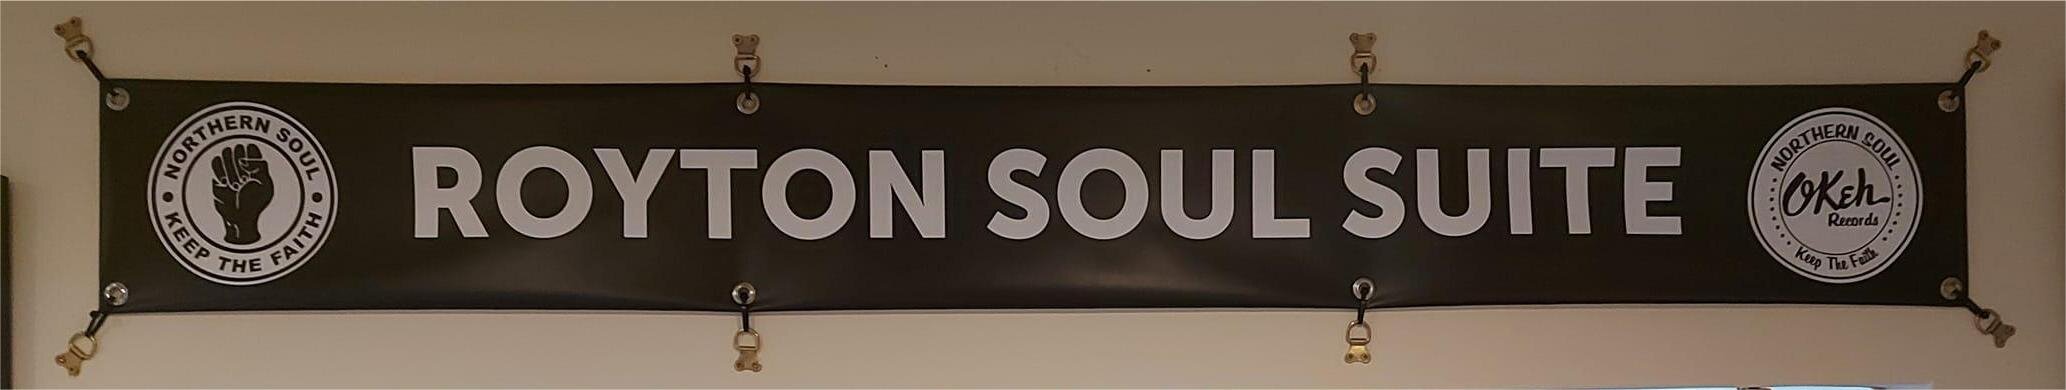 NORTHERN SOUL
KEEP THE FAITH
ROYTON SOUL SUITE
NORTHERN SOUL
OKeh
Records
Keep The Faith